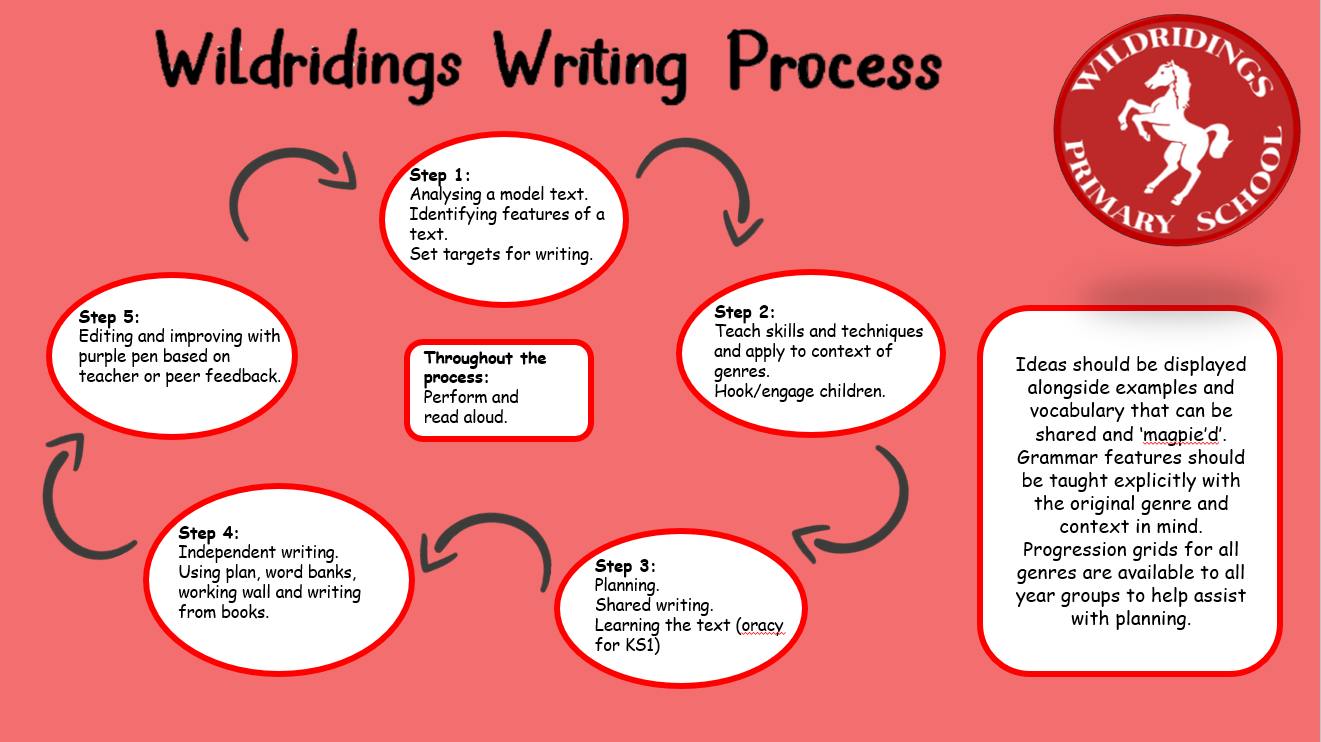 Wildridings Writing Process
WILDRIDINGS
PRIMARY SCHOOL
Step 1:
Analysing a model text.
Identifying features of a
text.
Set targets for writing.
Step 2:
Teach skills and techniques
and apply to context of
genres.
Hook/engage children.
Step 3:
Planning.
Shared writing.
Learning the text (oracy
for KS1)
Step 4:
Independent writing.
Using plan, word banks,
working wall and writing
from books.
Step 5:
Editing and improving with
purple pen based on
teacher or peer feedback.
Throughout the
process:
Perform and
read aloud.
Ideas should be displayed
alongside examples and
vocabulary that can be
shared and ‘magpie’d’.
Grammar features should
be taught explicitly with
the original genre and
context in mind.
Progression grids for all
genres are available to all
year groups to help assist
with planning.